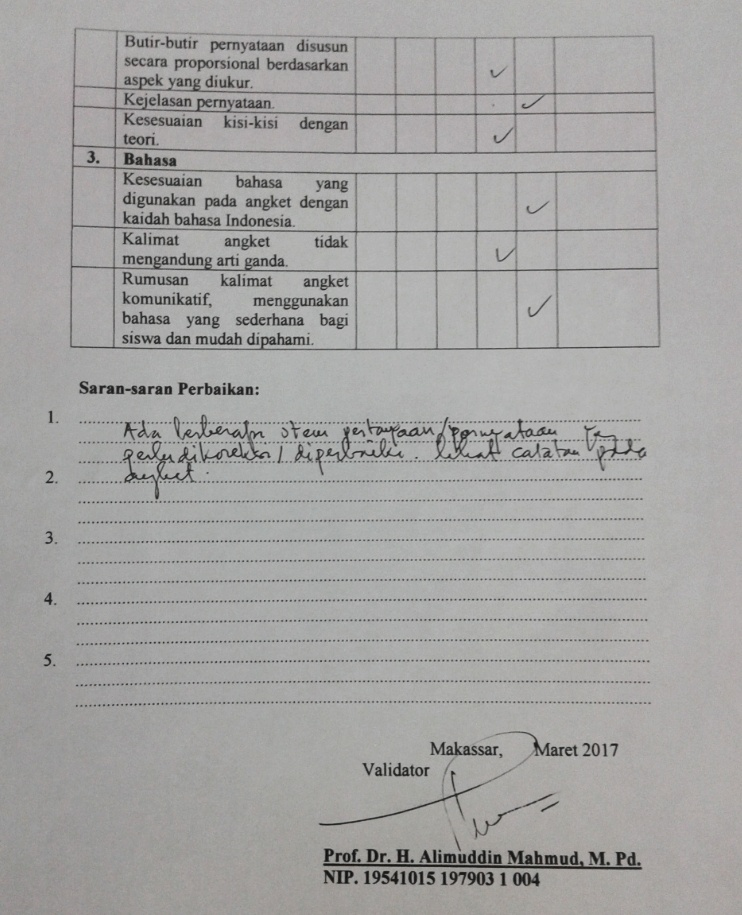 Butir-butir pernyataan disusun
secara proporsional berdasarkan
aspek yang diukur.
Kejelasan pernyataan.
Kesesuaian kisi-kisi dengan
teori.
3. Bahasa
Kesesuaian bahasa yang
digunakan pada angket dengan
kaidah bahasa Indonesia.
Kalimat angket tidak
mengandung arti ganda.
Rumusan kalimat angket
komunikatif, menggunakan
bahasa yang sederhana bagi
siswa dan mudah dipahami.
Saran-saran Perbaikan:
1.
Ada beberapa item pertanyaan/pernyataan yg
perlu dikoreksi/diperbaiki. lihat catatan pada
2. angket.
3.
4.
5.
Makassar, Maret 2017
Validator
Prof. Dr. H. Alimuddin Mahmud, M. Pd.
NIP. 19541015 197903 1 004